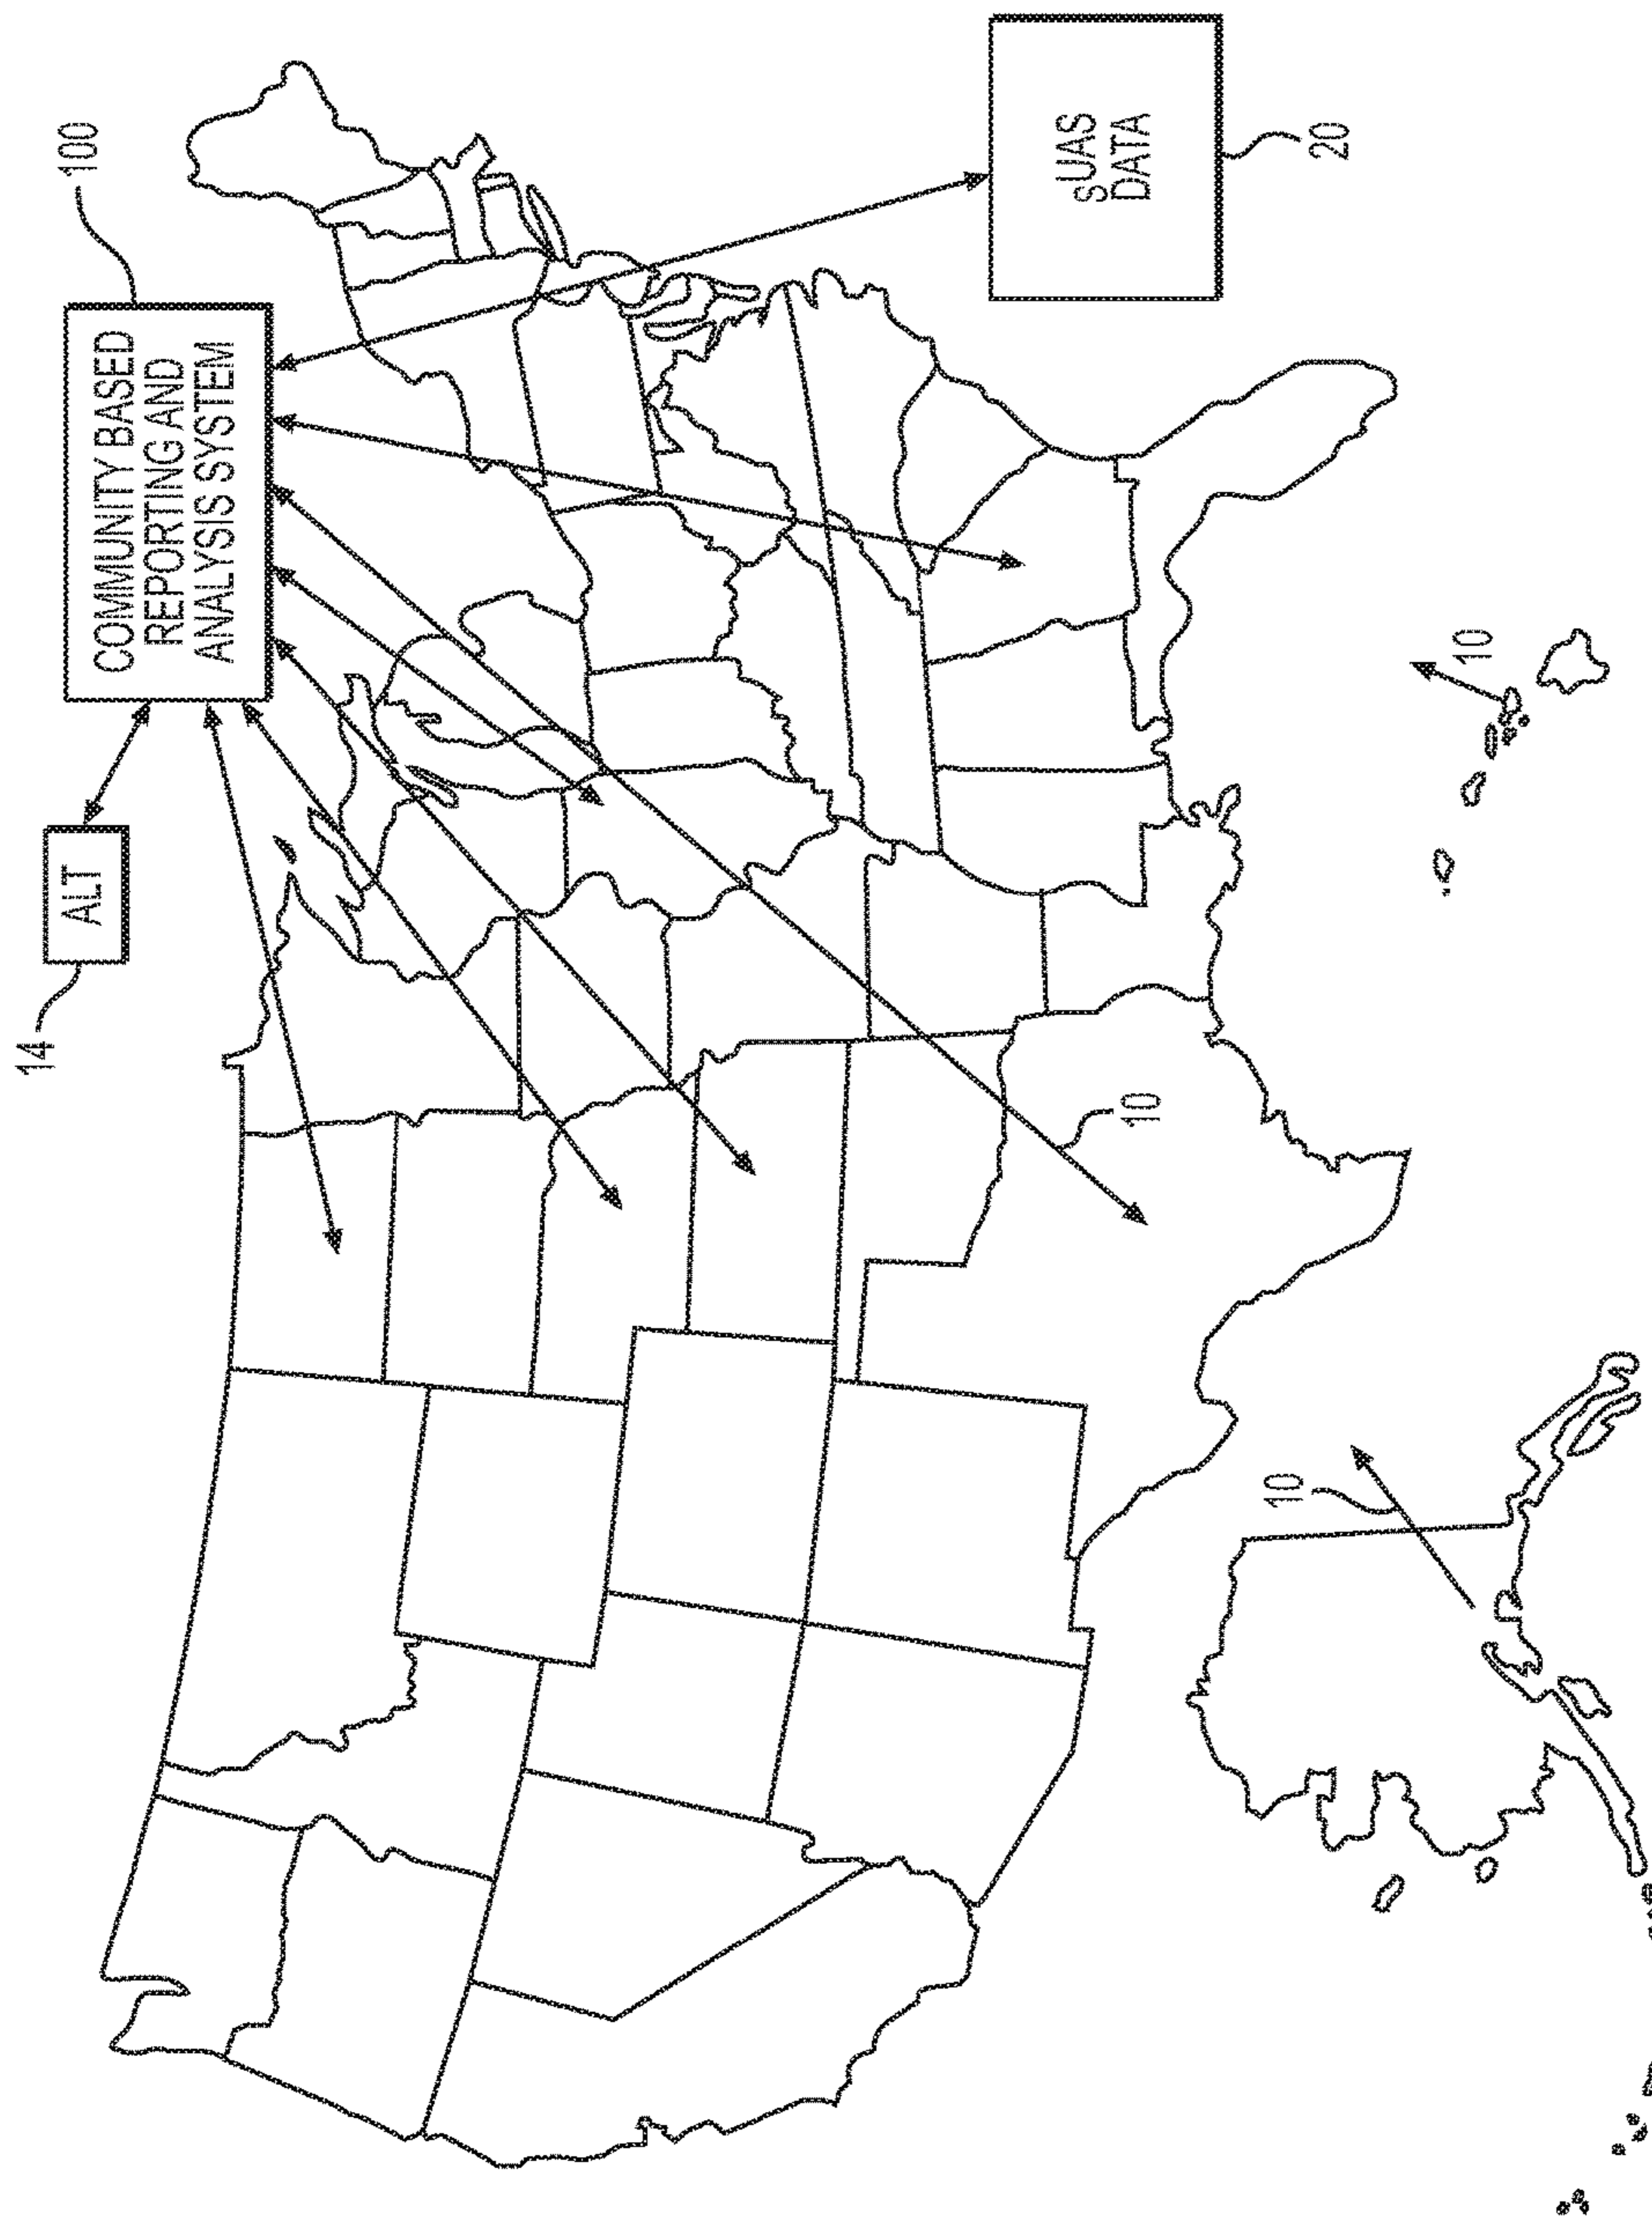 14
ALT
COMMUNITY BASED
REPORTING AND
ANALYSIS SYSTEM
100
10
10
10
sUAS
DATA
20